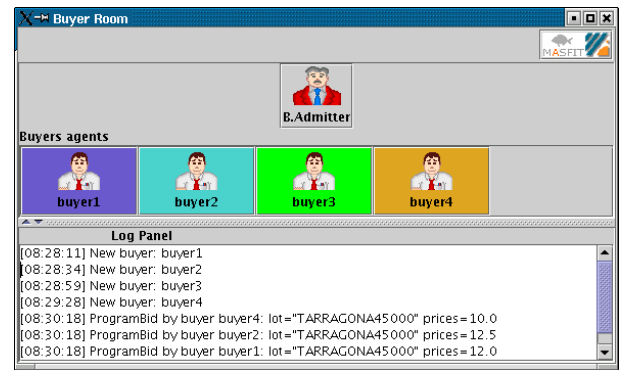 Buyer Room
MASFIT
B.Admitter
Buyers agents
buyer1 buyer2 buyer3 buyer4
Log Panel
[08:28:11] New buyer: buyer1
[08:28:34] New buyer: buyer2
[08:28:59] New buyer: buyer3
[08:29:28] New buyer: buyer4
[08:30:18] ProgramBid by buyer buyer4: lot="TARRAGONA45000" prices=10.0
[08:30:18] ProgramBid by buyer buyer2: lot="TARRAGONA45000" prices=12.5
[08:30:18] ProgramBid by buyer buyer1: lot="TARRAGONA45000" prices=12.0